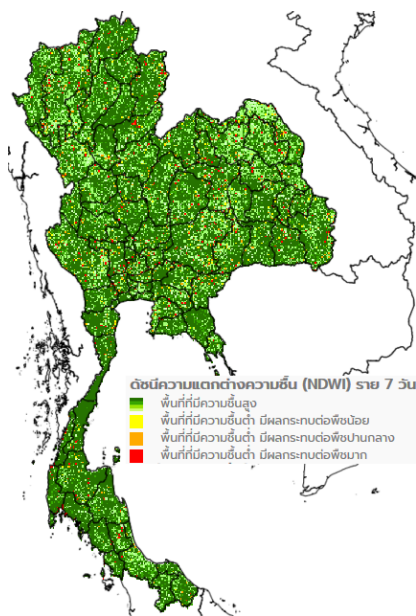 ดัชนีความแตกต่างความชื้น (NDWI) ราย 7 วัน
พื้นที่ที่มีความชื้นสูง
พื้นที่ที่มีความชื้นต่ำ มีผลกระทบต่อพืชน้อย
พื้นที่ที่มีความชื้นต่ำ มีผลกระทบต่อพืชปานกลาง
พื้นที่ที่มีความชื้นต่ำ มีผลกระทบต่อพืชมาก